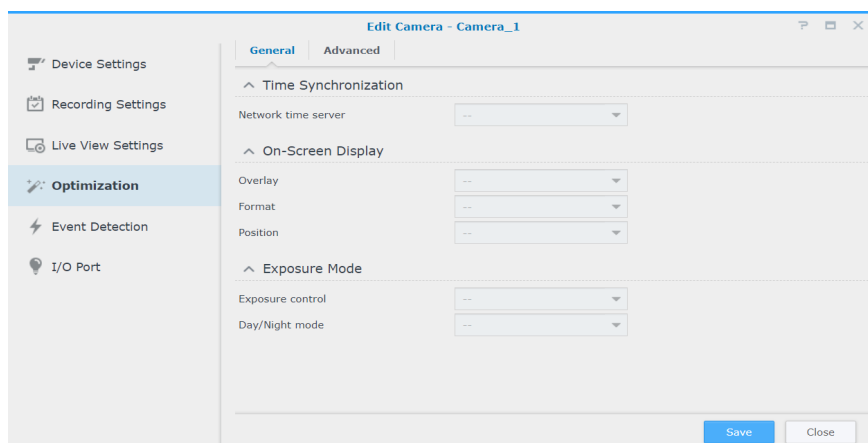 Edit Camera - Camera_1
General Advanced
Device Settings
Recording Settings
Live View Settings
Optimization
Event Detection
I/O Port
Time Synchronization
Network time server --
On-Screen Display
Overlay --
Format --
Position --
Exposure Mode
Exposure control --
Day/Night mode --
Save Close